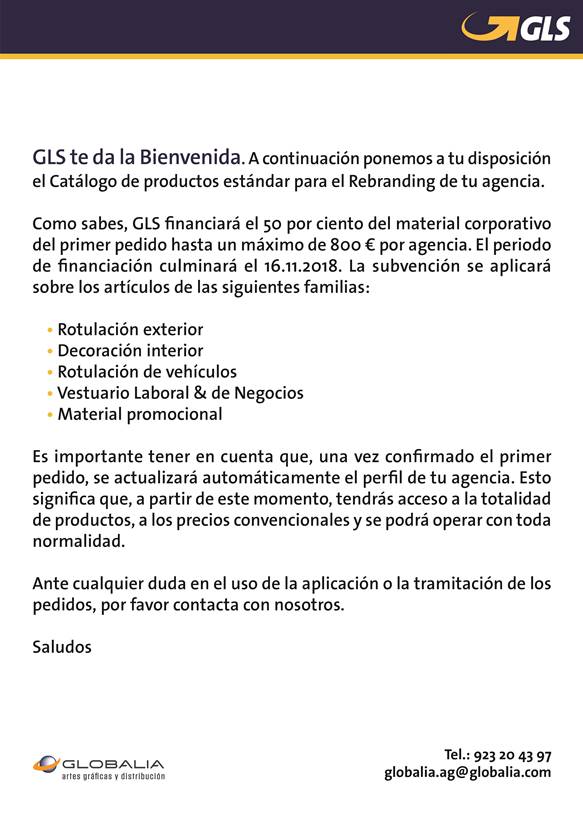 GLS
GLS te da la Bienvenida. A continuación ponemos a tu disposición
el Catálogo de productos estándar para el Rebranding de tu agencia.
Como sabes, GLS financiará el 50 por ciento del material corporativo
del primer pedido hasta un máximo de 800 € por agencia. El periodo
de financiación culminará el 16.11.2018. La subvención se aplicará
sobre los artículos de las siguientes familias:
• Rotulación exterior
• Decoración interior
• Rotulación de vehículos
• Vestuario Laboral & de Negocios
• Material promocional
Es importante tener en cuenta que, una vez confirmado el primer
pedido, se actualizará automáticamente el perfil de tu agencia. Esto
significa que, a partir de este momento, tendrás acceso a la totalidad
de productos, a los precios convencionales y se podrá operar con toda
normalidad.
Ante cualquier duda en el uso de la aplicación o la tramitación de los
pedidos, por favor contacta con nosotros.
Saludos
GLOBALIA
artes gráficas y distribución
Tel.: 923 20 43 97
globalia.ag@globalia.com